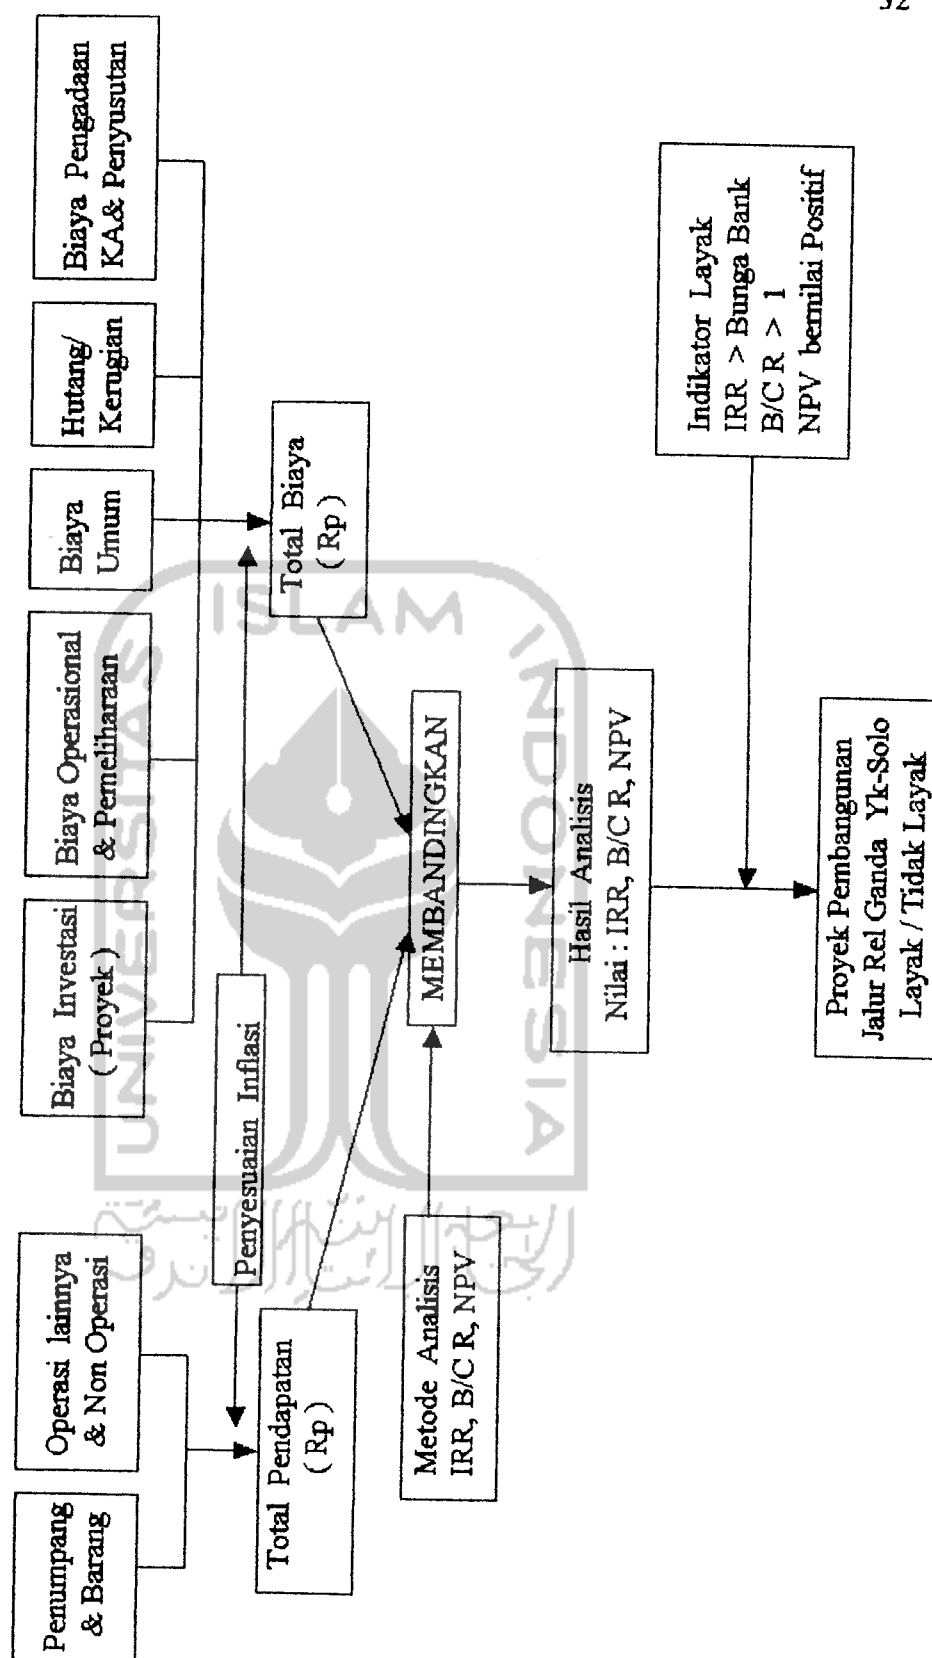 32
Penumpang
& Barang
Operasi lainnya
& Non Operasi
Biaya Investasi
( Proyek )
Biaya Operasional
& Pemeliharaan
Biaya
Umum
Hutang/
Kerugian
Biaya Pengadaan
KA& Penyusutan
Penyesuaian Inflasi
Total Pendapatan
( Rp )
Total Biaya
( Rp )
Metode Analisis
IRR, B/C R, NPV
MEMBANDINGKAN
Hasil Analisis
Nilai : IRR, B/C R, NPV
Indikator Layak
IRR > Bunga Bank
B/C R > 1
NPV bernilai Positif
Proyek Pembangunan
Jalur Rel Ganda Yk-Solo
Layak / Tidak Layak
UNIVERSITAS
ISLAM
INDONESIA